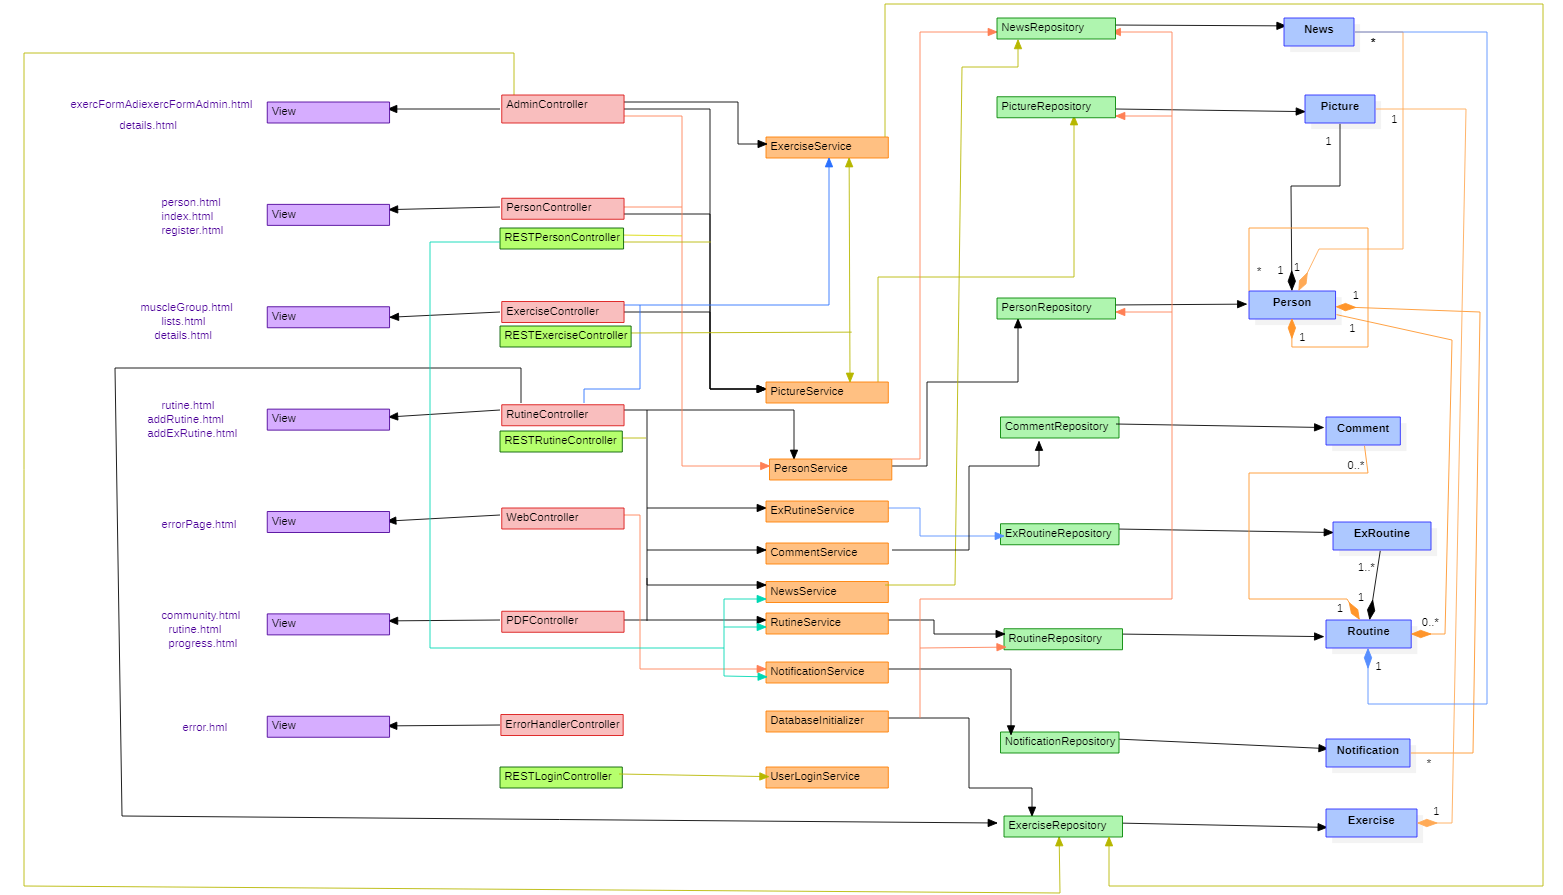 exercFormAdiexercFormAdmin.html
details.html
View
AdminController
person.html
index.html
register.html
View
PersonController
RESTPersonController
muscleGroup.html
lists.html
details.html
View
ExerciseController
RESTExerciseController
rutine.html
addRutine.html
addExRutine.html
View
RutineController
RESTRutineController
errorPage.html
View
WebController
community.html
rutine.html
progress.html
View
PDFController
error.hml
View
ErrorHandlerController
RESTLoginController
ExerciseService
PictureService
PersonService
ExRutineService
CommentService
NewsService
RutineService
NotificationService
DatabaseInitializer
UserLoginService
NewsRepository
PictureRepository
PersonRepository
CommentRepository
ExRoutineRepository
RoutineRepository
NotificationRepository
ExerciseRepository
News
*
Picture
1
1
* 1 1
Person
1
1
1
Comment
0..*
ExRoutine
1..*
1
1
Routine
0..*
1
Notification
*
Exercise
1